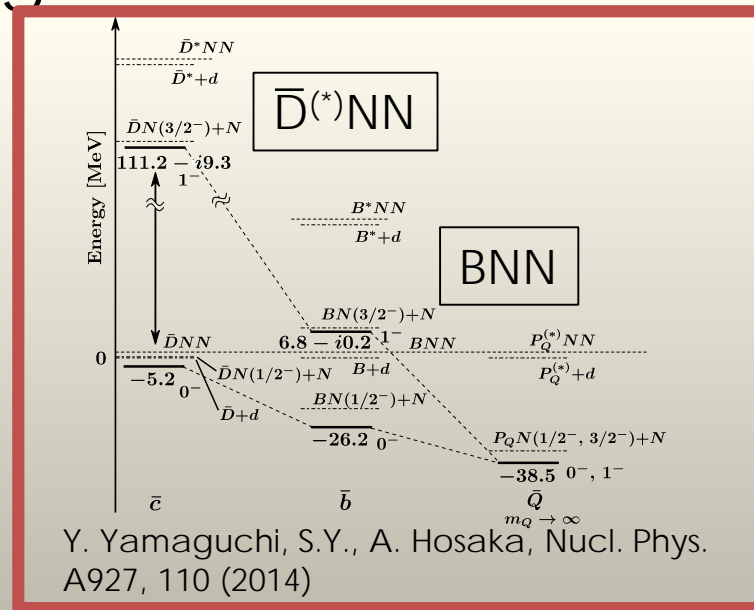 D̄*NN
D̄*+d
D̄⁽*⁾NN
D̄N(3/2⁻)+N
111.2 − i9.3
1⁻
Energy [MeV]
B*NN
B*+d
BNN
BN(3/2⁻)+N
6.8 − i0.2 1⁻
BNN
P_Q⁽*⁾NN
D̄NN
0
B+d
P_Q⁽*⁾+d
D̄N(1/2⁻)+N
−5.2 0⁻
D̄+d
BN(1/2⁻)+N
−26.2 0⁻
P_QN(1/2⁻, 3/2⁻)+N
−38.5 0⁻, 1⁻
c̄
b̄
Q̄
m_Q → ∞
Y. Yamaguchi, S.Y., A. Hosaka, Nucl. Phys.
A927, 110 (2014)